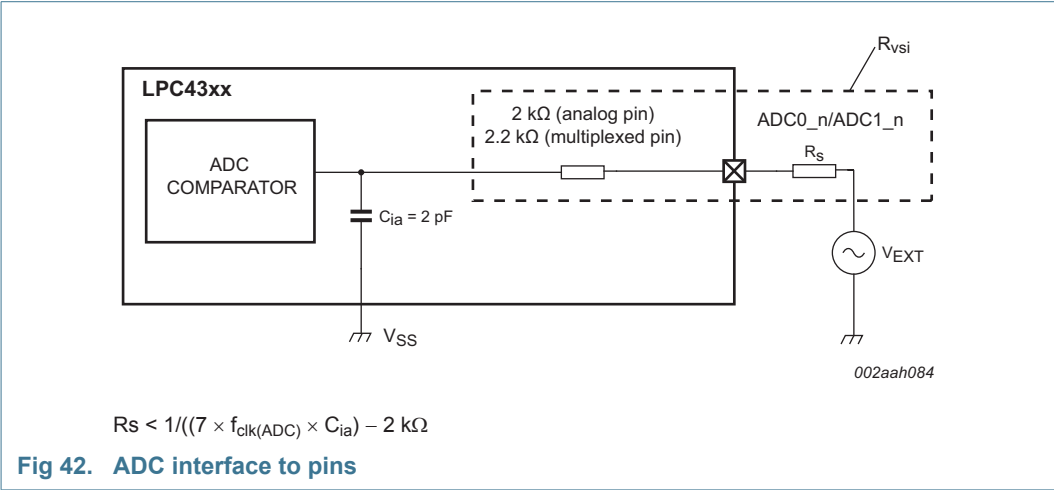 R_vsi
LPC43xx
2 kΩ (analog pin)
2.2 kΩ (multiplexed pin)
ADC0_n/ADC1_n
R_s
ADC
COMPARATOR
C_ia = 2 pF
V_EXT
V_SS
002aah084
Rs < 1/((7 × f_clk(ADC) × C_ia) − 2 kΩ
Fig 42. ADC interface to pins